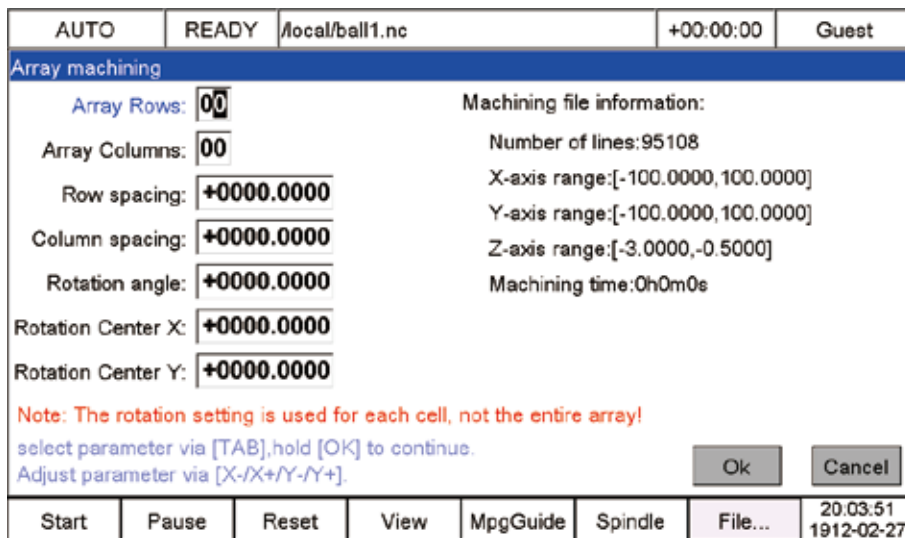 AUTO READY /local/ball1.nc +00:00:00 Guest
Array machining
Array Rows: 00
Array Columns: 00
Row spacing: +0000.0000
Column spacing: +0000.0000
Rotation angle: +0000.0000
Rotation Center X: +0000.0000
Rotation Center Y: +0000.0000
Machining file information:
Number of lines:95108
X-axis range:[-100.0000,100.0000]
Y-axis range:[-100.0000,100.0000]
Z-axis range:[-3.0000,-0.5000]
Machining time:0h0m0s
Note: The rotation setting is used for each cell, not the entire array!
select parameter via [TAB],hold [OK] to continue.
Adjust parameter via [X-/X+/Y-/Y+].
Ok Cancel
Start Pause Reset View MpgGuide Spindle File... 20:03:51
1912-02-27